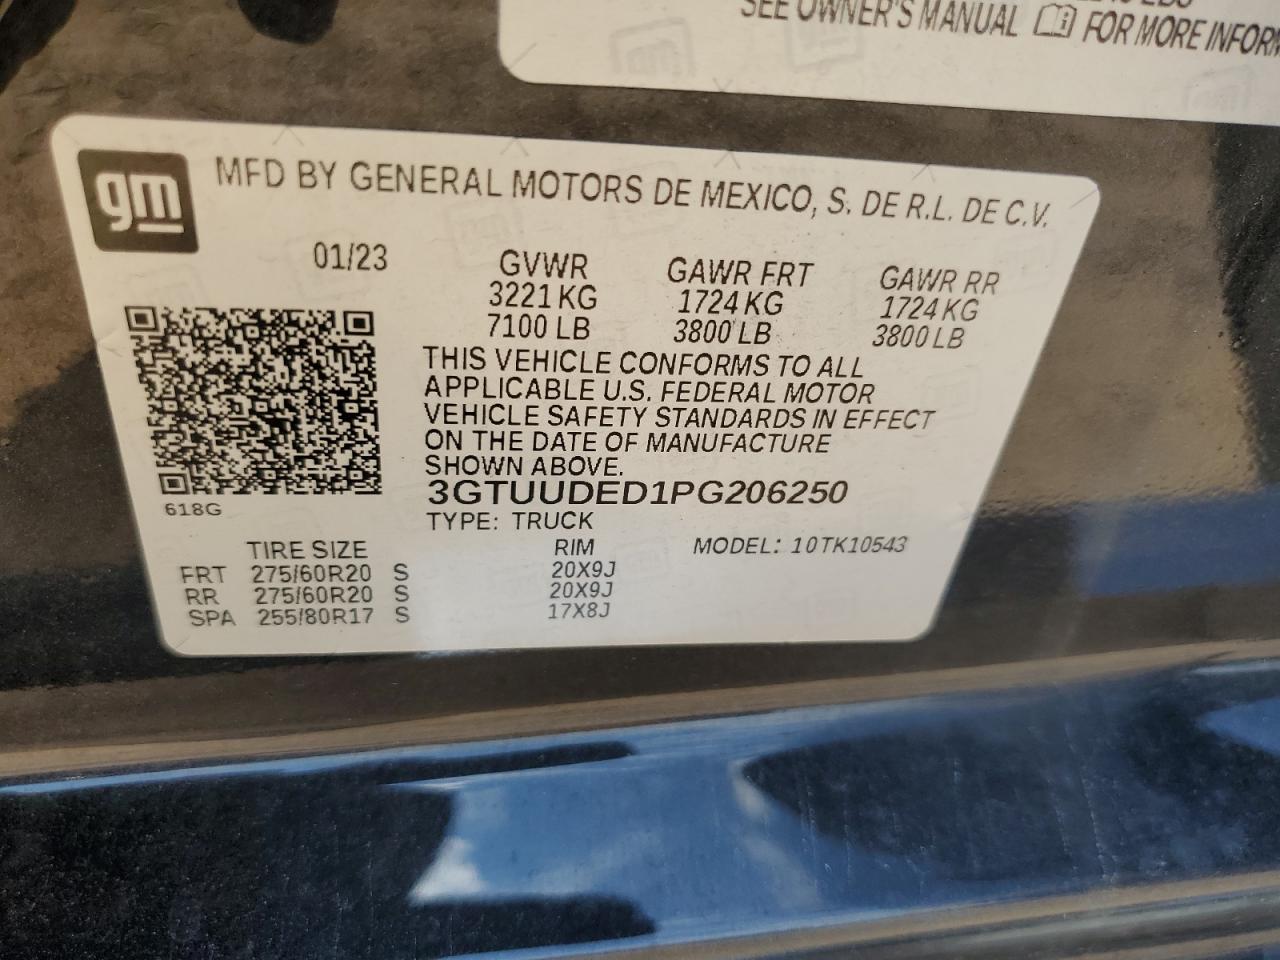 SEE OWNER'S MANUAL FOR MORE INFORM
gm
MFD BY GENERAL MOTORS DE MEXICO, S. DE R.L. DE C.V.
01/23 GVWR GAWR FRT GAWR RR
3221 KG 1724 KG 1724 KG
7100 LB 3800 LB 3800 LB
THIS VEHICLE CONFORMS TO ALL
APPLICABLE U.S. FEDERAL MOTOR
VEHICLE SAFETY STANDARDS IN EFFECT
ON THE DATE OF MANUFACTURE
SHOWN ABOVE.
3GTUUDED1PG206250
618G
TYPE: TRUCK
TIRE SIZE RIM MODEL: 10TK10543
FRT 275/60R20 S 20X9J
RR 275/60R20 S 20X9J
SPA 255/80R17 S 17X8J